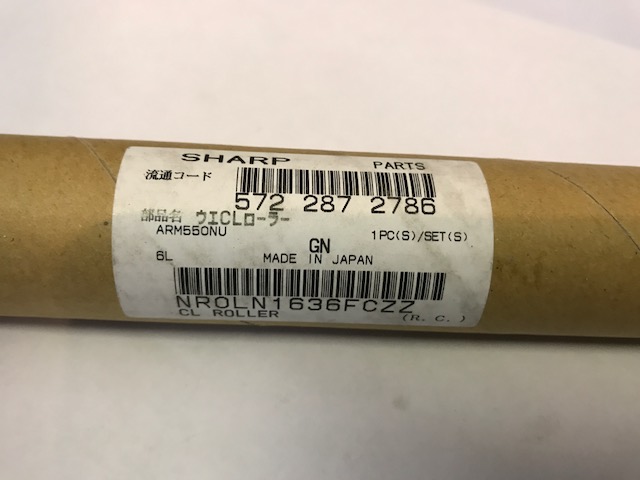 SHARP PARTS
流通コード
572 287 2786
部品名 ウエCLローラー
ARM550NU 1PC(S)/SET(S)
GN
6L MADE IN JAPAN
NROLN1636FCZZ
CL ROLLER (R. C. )